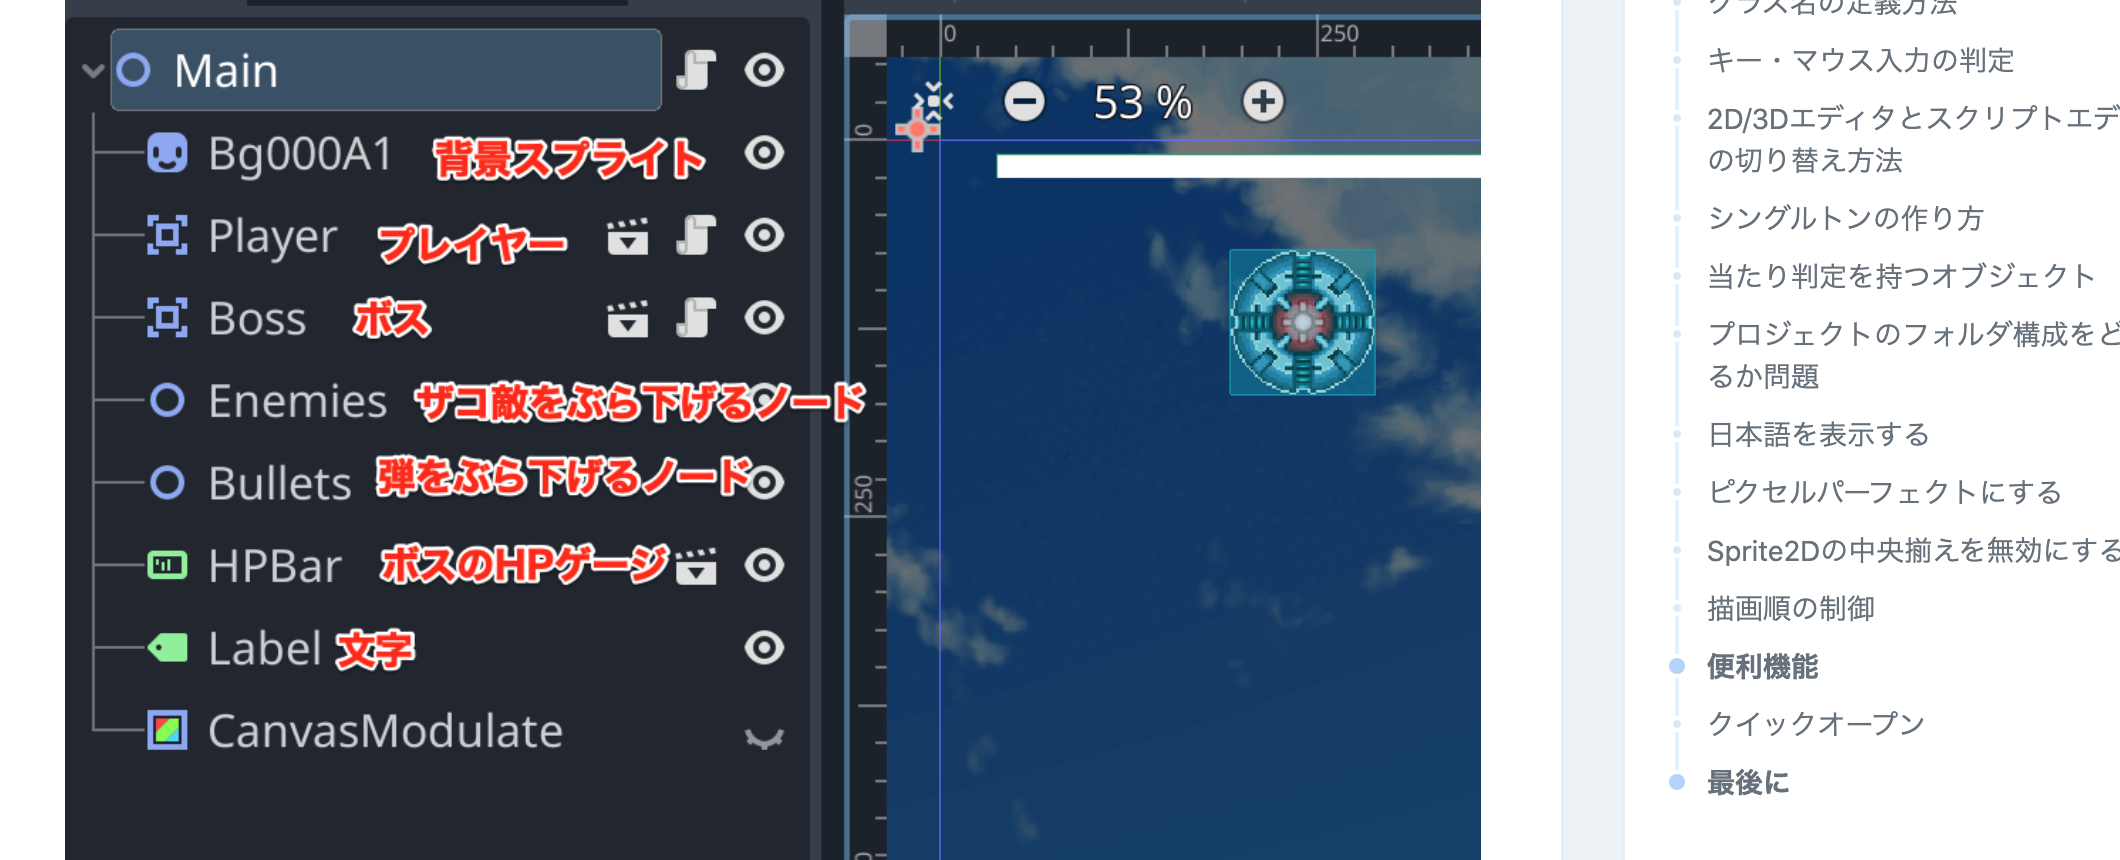 Main
Bg000A1 背景スプライト
Player プレイヤー
Boss ボス
Enemies ザコ敵をぶら下げるノード
Bullets 弾をぶら下げるノード
HPBar ボスのHPゲージ
Label 文字
CanvasModulate
0
250
53 %
0
250
クラス名の定義方法
キー・マウス入力の判定
2D/3Dエディタとスクリプトエデ
の切り替え方法
シングルトンの作り方
当たり判定を持つオブジェクト
プロジェクトのフォルダ構成をど
るか問題
日本語を表示する
ピクセルパーフェクトにする
Sprite2Dの中央揃えを無効にする
描画順の制御
便利機能
クイックオープン
最後に